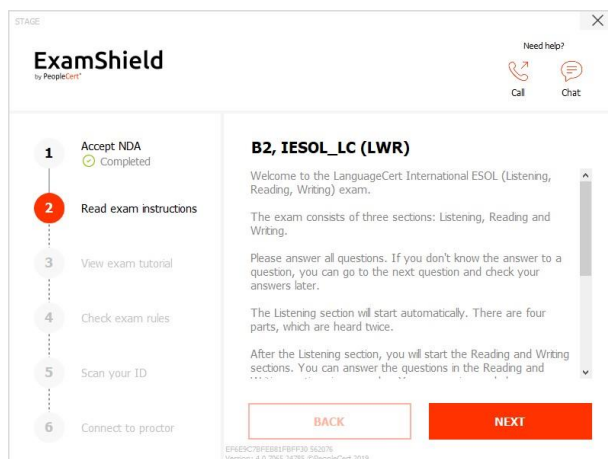 STAGE
ExamShield
by PeopleCert
Need help?
Call
Chat
1
Accept NDA
Completed
2
Read exam instructions
3
View exam tutorial
4
Check exam rules
5
Scan your ID
6
Connect to proctor
B2, IESOL_LC (LWR)
Welcome to the LanguageCert International ESOL (Listening,
Reading, Writing) exam.
The exam consists of three sections: Listening, Reading and
Writing.
Please answer all questions. If you don't know the answer to a
question, you can go to the next question and check your
answers later.
The Listening section will start automatically. There are four
parts, which are heard twice.
After the Listening section, you will start the Reading and Writing
sections. You can answer the questions in the Reading and
BACK
NEXT